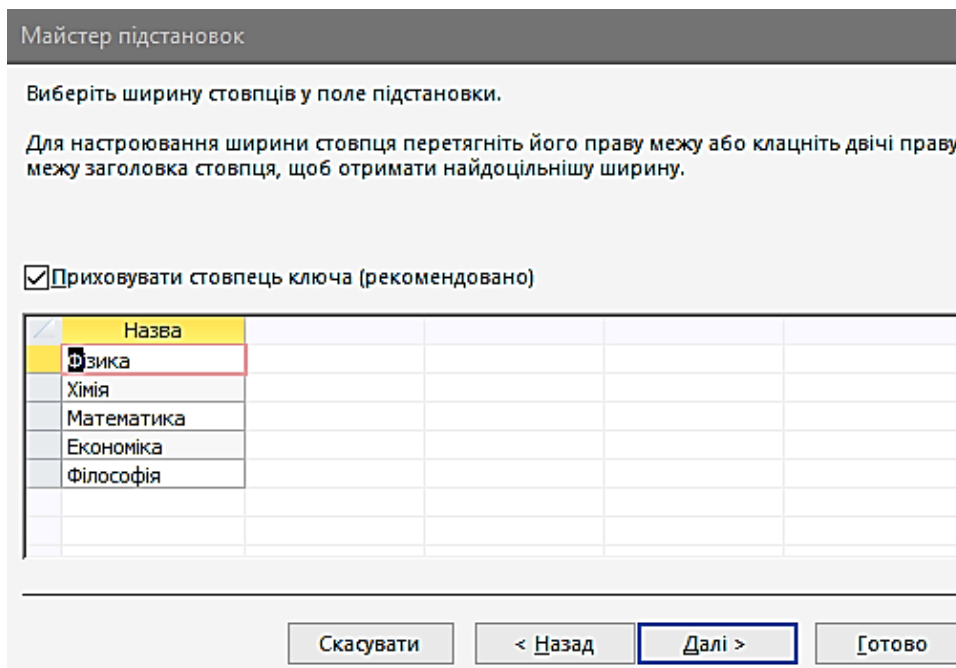 Майстер підстановок
Виберіть ширину стовпців у поле підстановки.
Для настроювання ширини стовпця перетягніть його праву межу або клацніть двічі праву
межу заголовка стовпця, щоб отримати найдоцільнішу ширину.
Приховувати стовпець ключа (рекомендовано)
Назва
Фізика
Хімія
Математика
Економіка
Філософія
Скасувати < Назад Далі > Готово